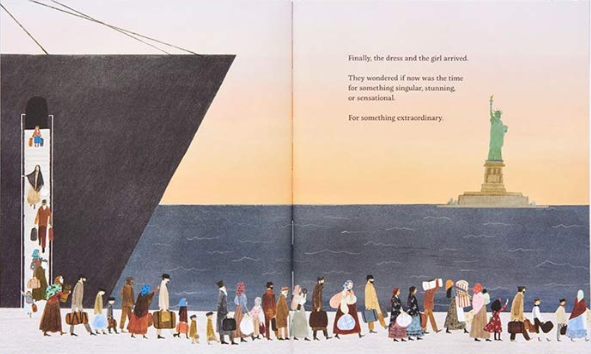 Finally, the dress and the girl arrived.
They wondered if now was the time
for something singular, stunning,
or sensational.
For something extraordinary.